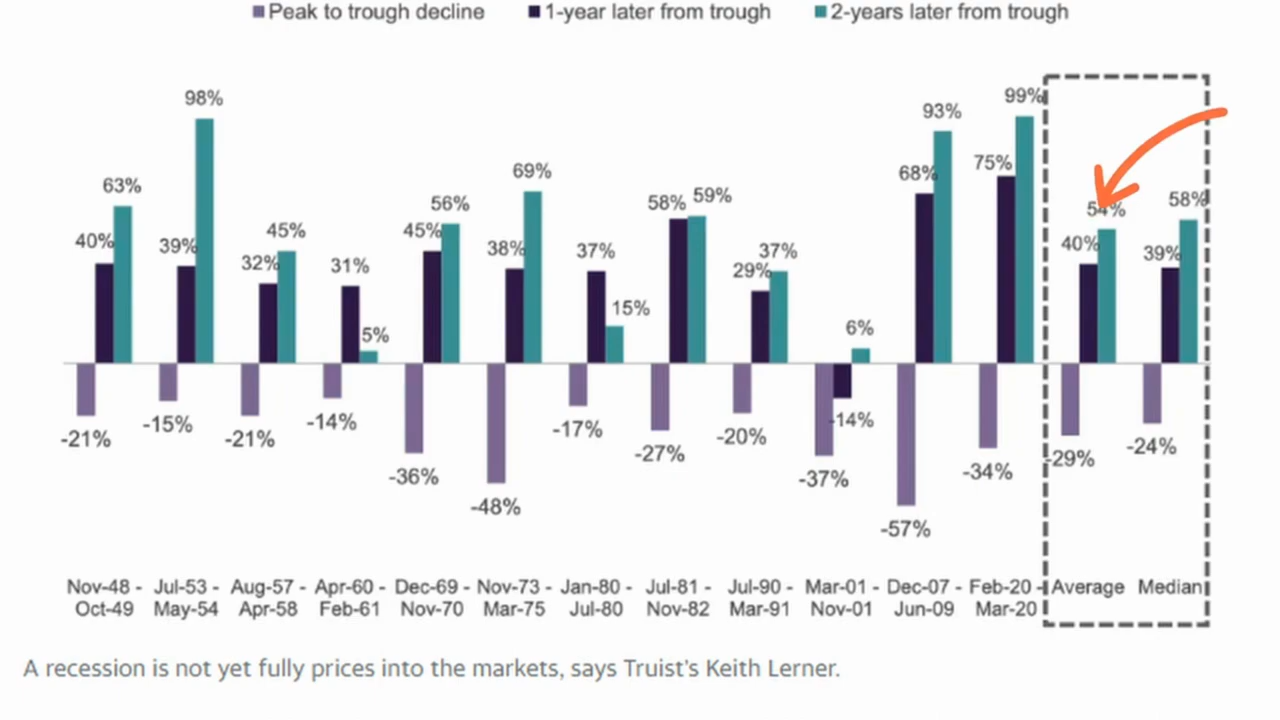 Peak to trough decline 1-year later from trough 2-years later from trough
40% 63% 39% 98% 32% 45% 31% 5% 45% 56% 38% 69% 37% 15% 58% 59% 29% 37% 6% 68% 93% 75% 99% 40% 54% 39% 58%
-21% -15% -21% -14% -36% -48% -17% -27% -20% -37% -14% -57% -34% -29% -24%
Nov-48 - Jul-53 - Aug-57 - Apr-60 - Dec-69 - Nov-73 - Jan-80 - Jul-81 - Jul-90 - Mar-01 - Dec-07 - Feb-20 - Average Median
Oct-49 May-54 Apr-58 Feb-61 Nov-70 Mar-75 Jul-80 Nov-82 Mar-91 Nov-01 Jun-09 Mar-20
A recession is not yet fully prices into the markets, says Truist's Keith Lerner.